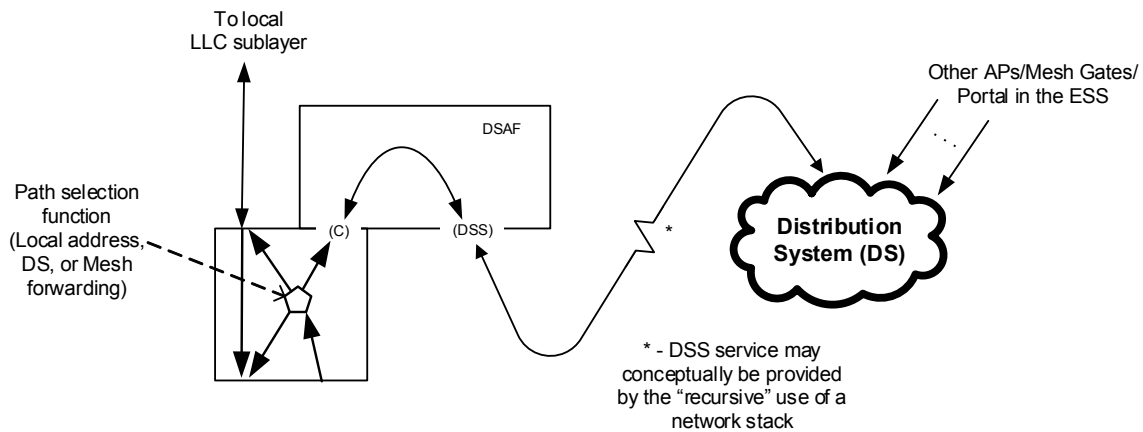 To local
LLC sublayer
Other APs/Mesh Gates/
Portal in the ESS
. . .
DSAF
Path selection
function
(Local address,
DS, or Mesh
forwarding)
(C)
(DSS)
*
Distribution
System (DS)
* - DSS service may
conceptually be provided
by the “recursive” use of a
network stack